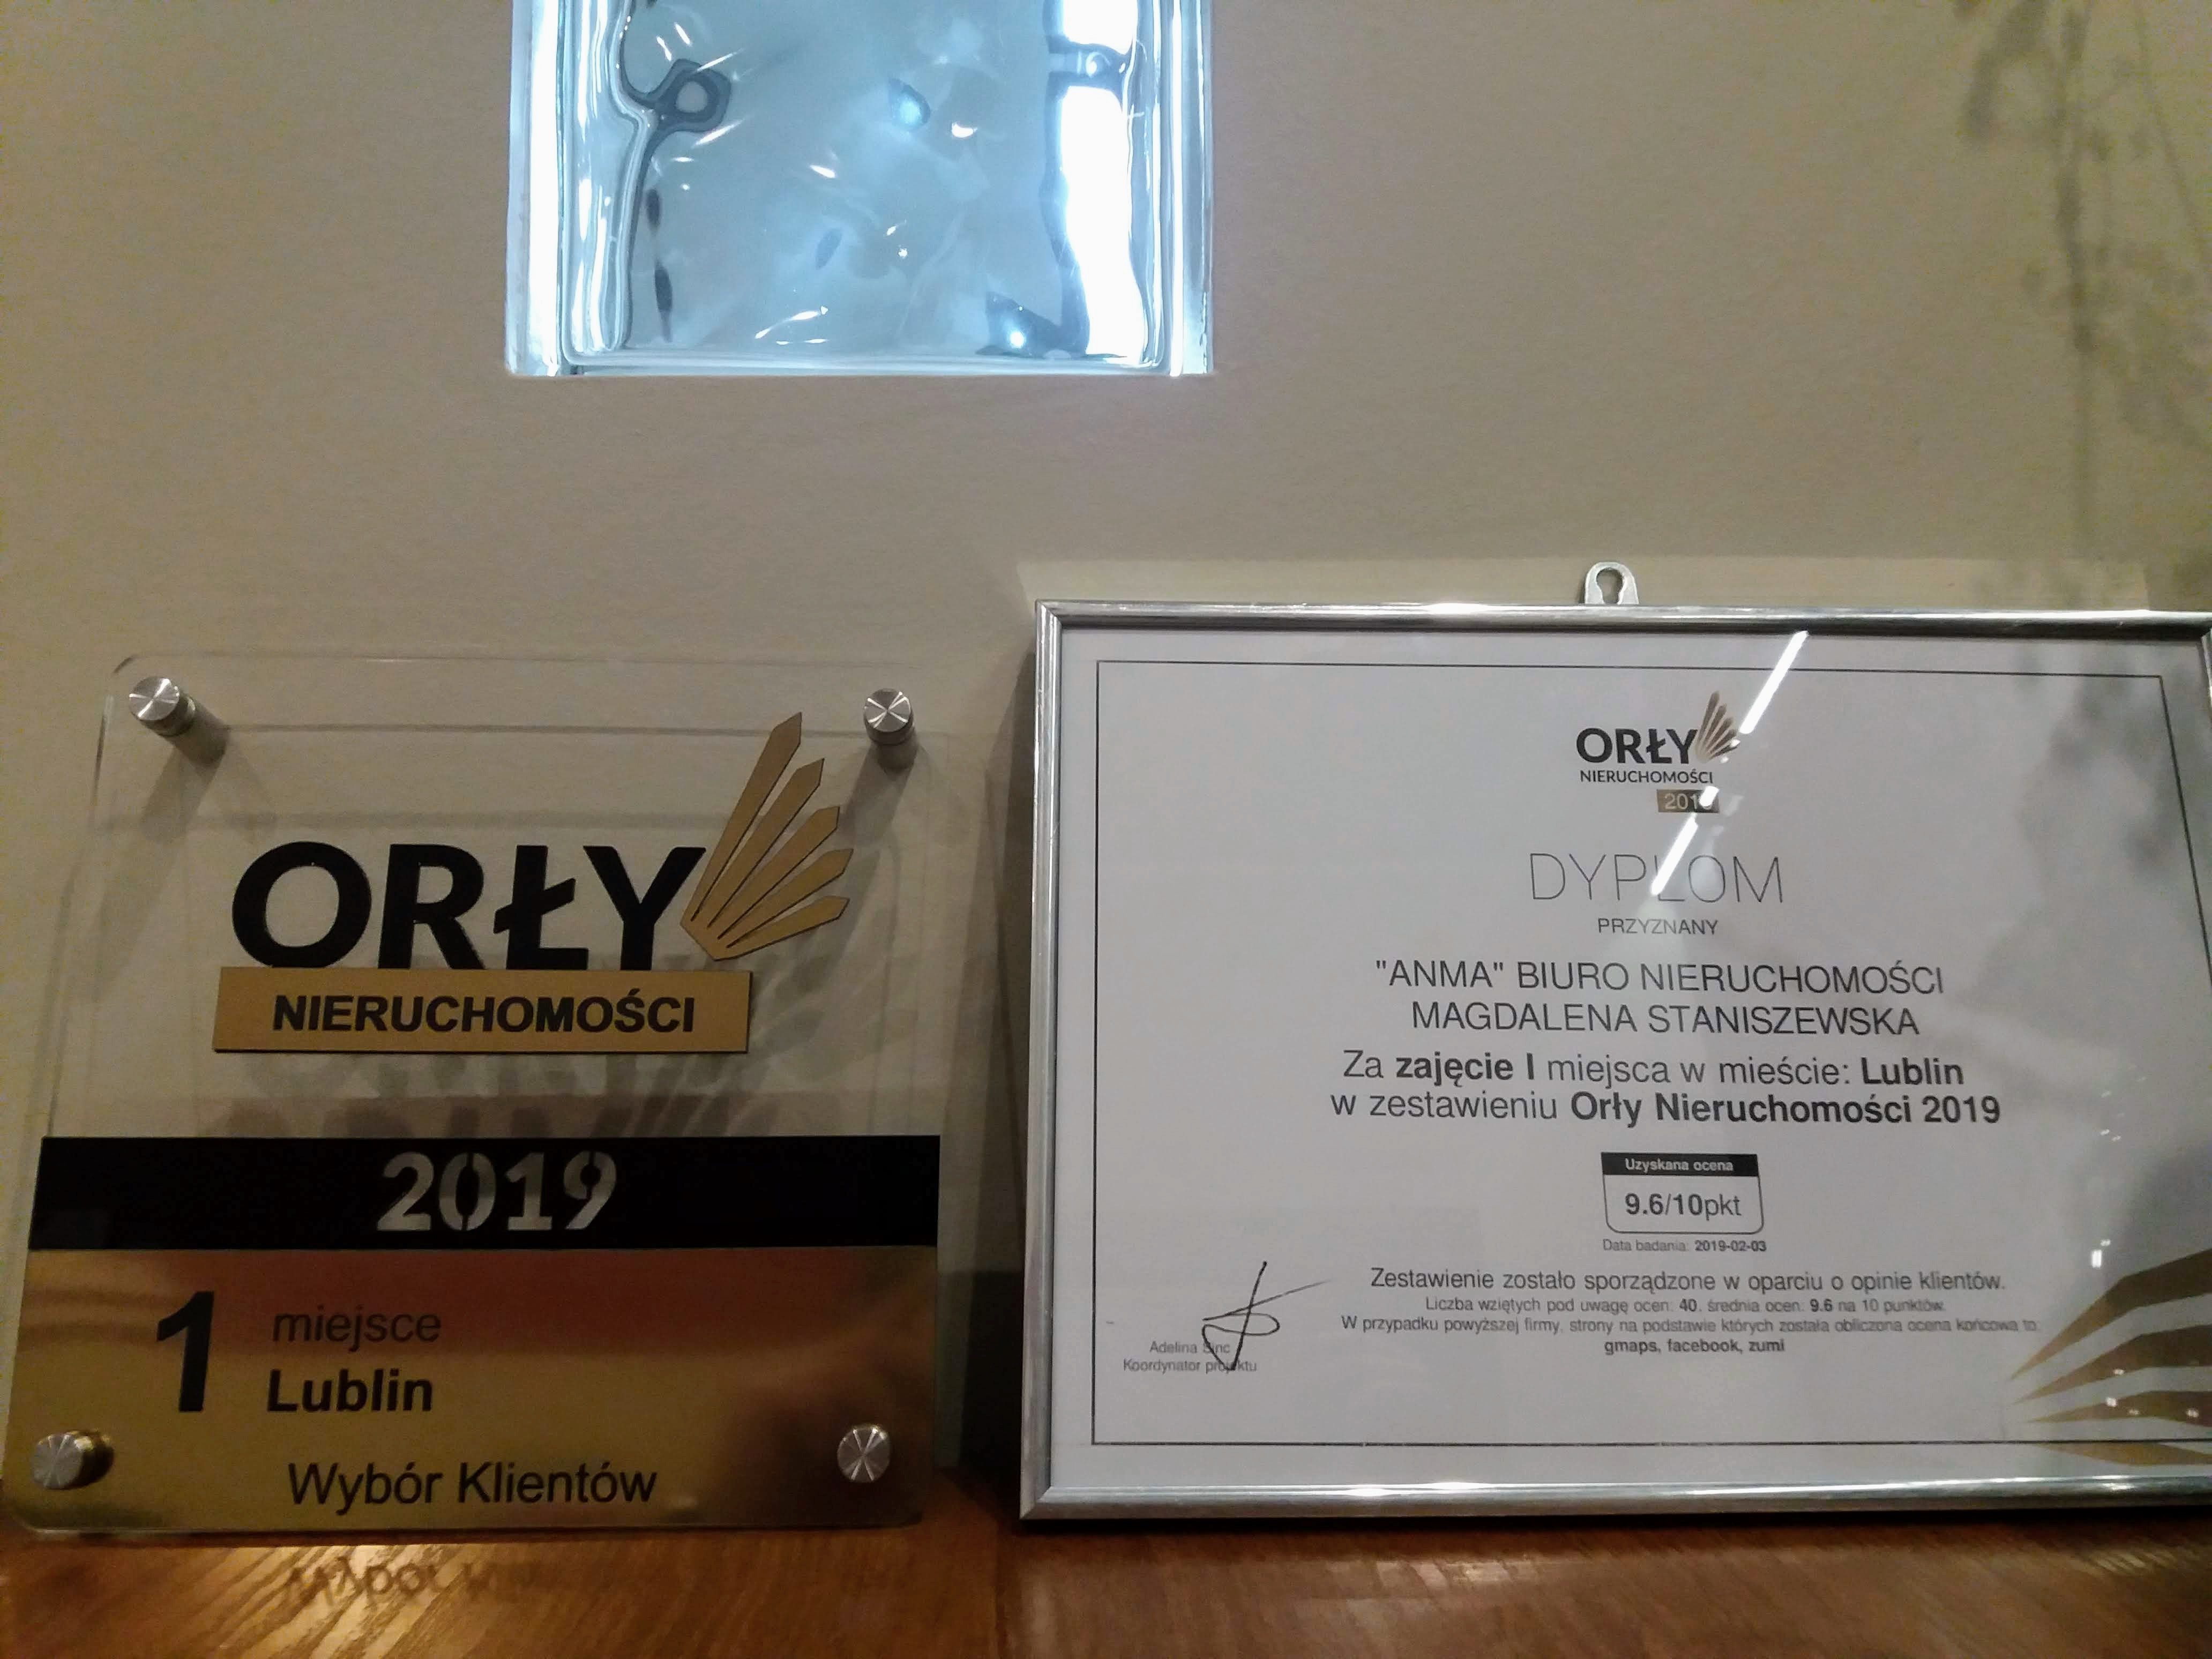 ORŁY
NIERUCHOMOŚCI
2019
1 miejsce
Lublin
Wybór Klientów
ORŁY
NIERUCHOMOŚCI
DYPLOM
PRZYZNANY
"ANMA" BIURO NIERUCHOMOŚCI
MAGDALENA STANISZEWSKA
Za zajęcie I miejsca w mieście: Lublin
w zestawieniu Orły Nieruchomości 2019
Uzyskana ocena
9.6/10pkt
Data badania: 2019-02-03
Zestawienie zostało sporządzone w oparciu o opinie klientów.
Liczba wziętych pod uwagę ocen: 40, średnia ocen: 9.6 na 10 punktów.
W przypadku powyższej firmy, strony na podstawie których została obliczona ocena końcowa to:
gmaps, facebook, zumi
Adelina
Koordynator projektu